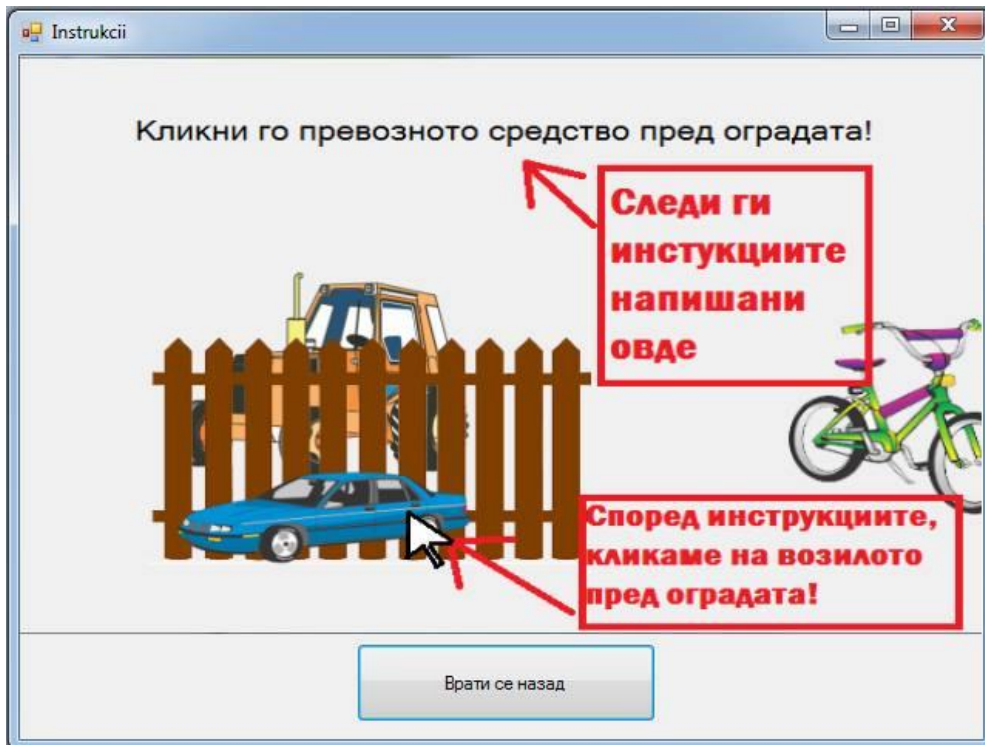 Instrukcii
Кликни го превозното средство пред оградата!
Следи ги
инстукциите
напишани
овде
Според инструкциите,
кликаме на возилото
пред оградата!
Врати се назад